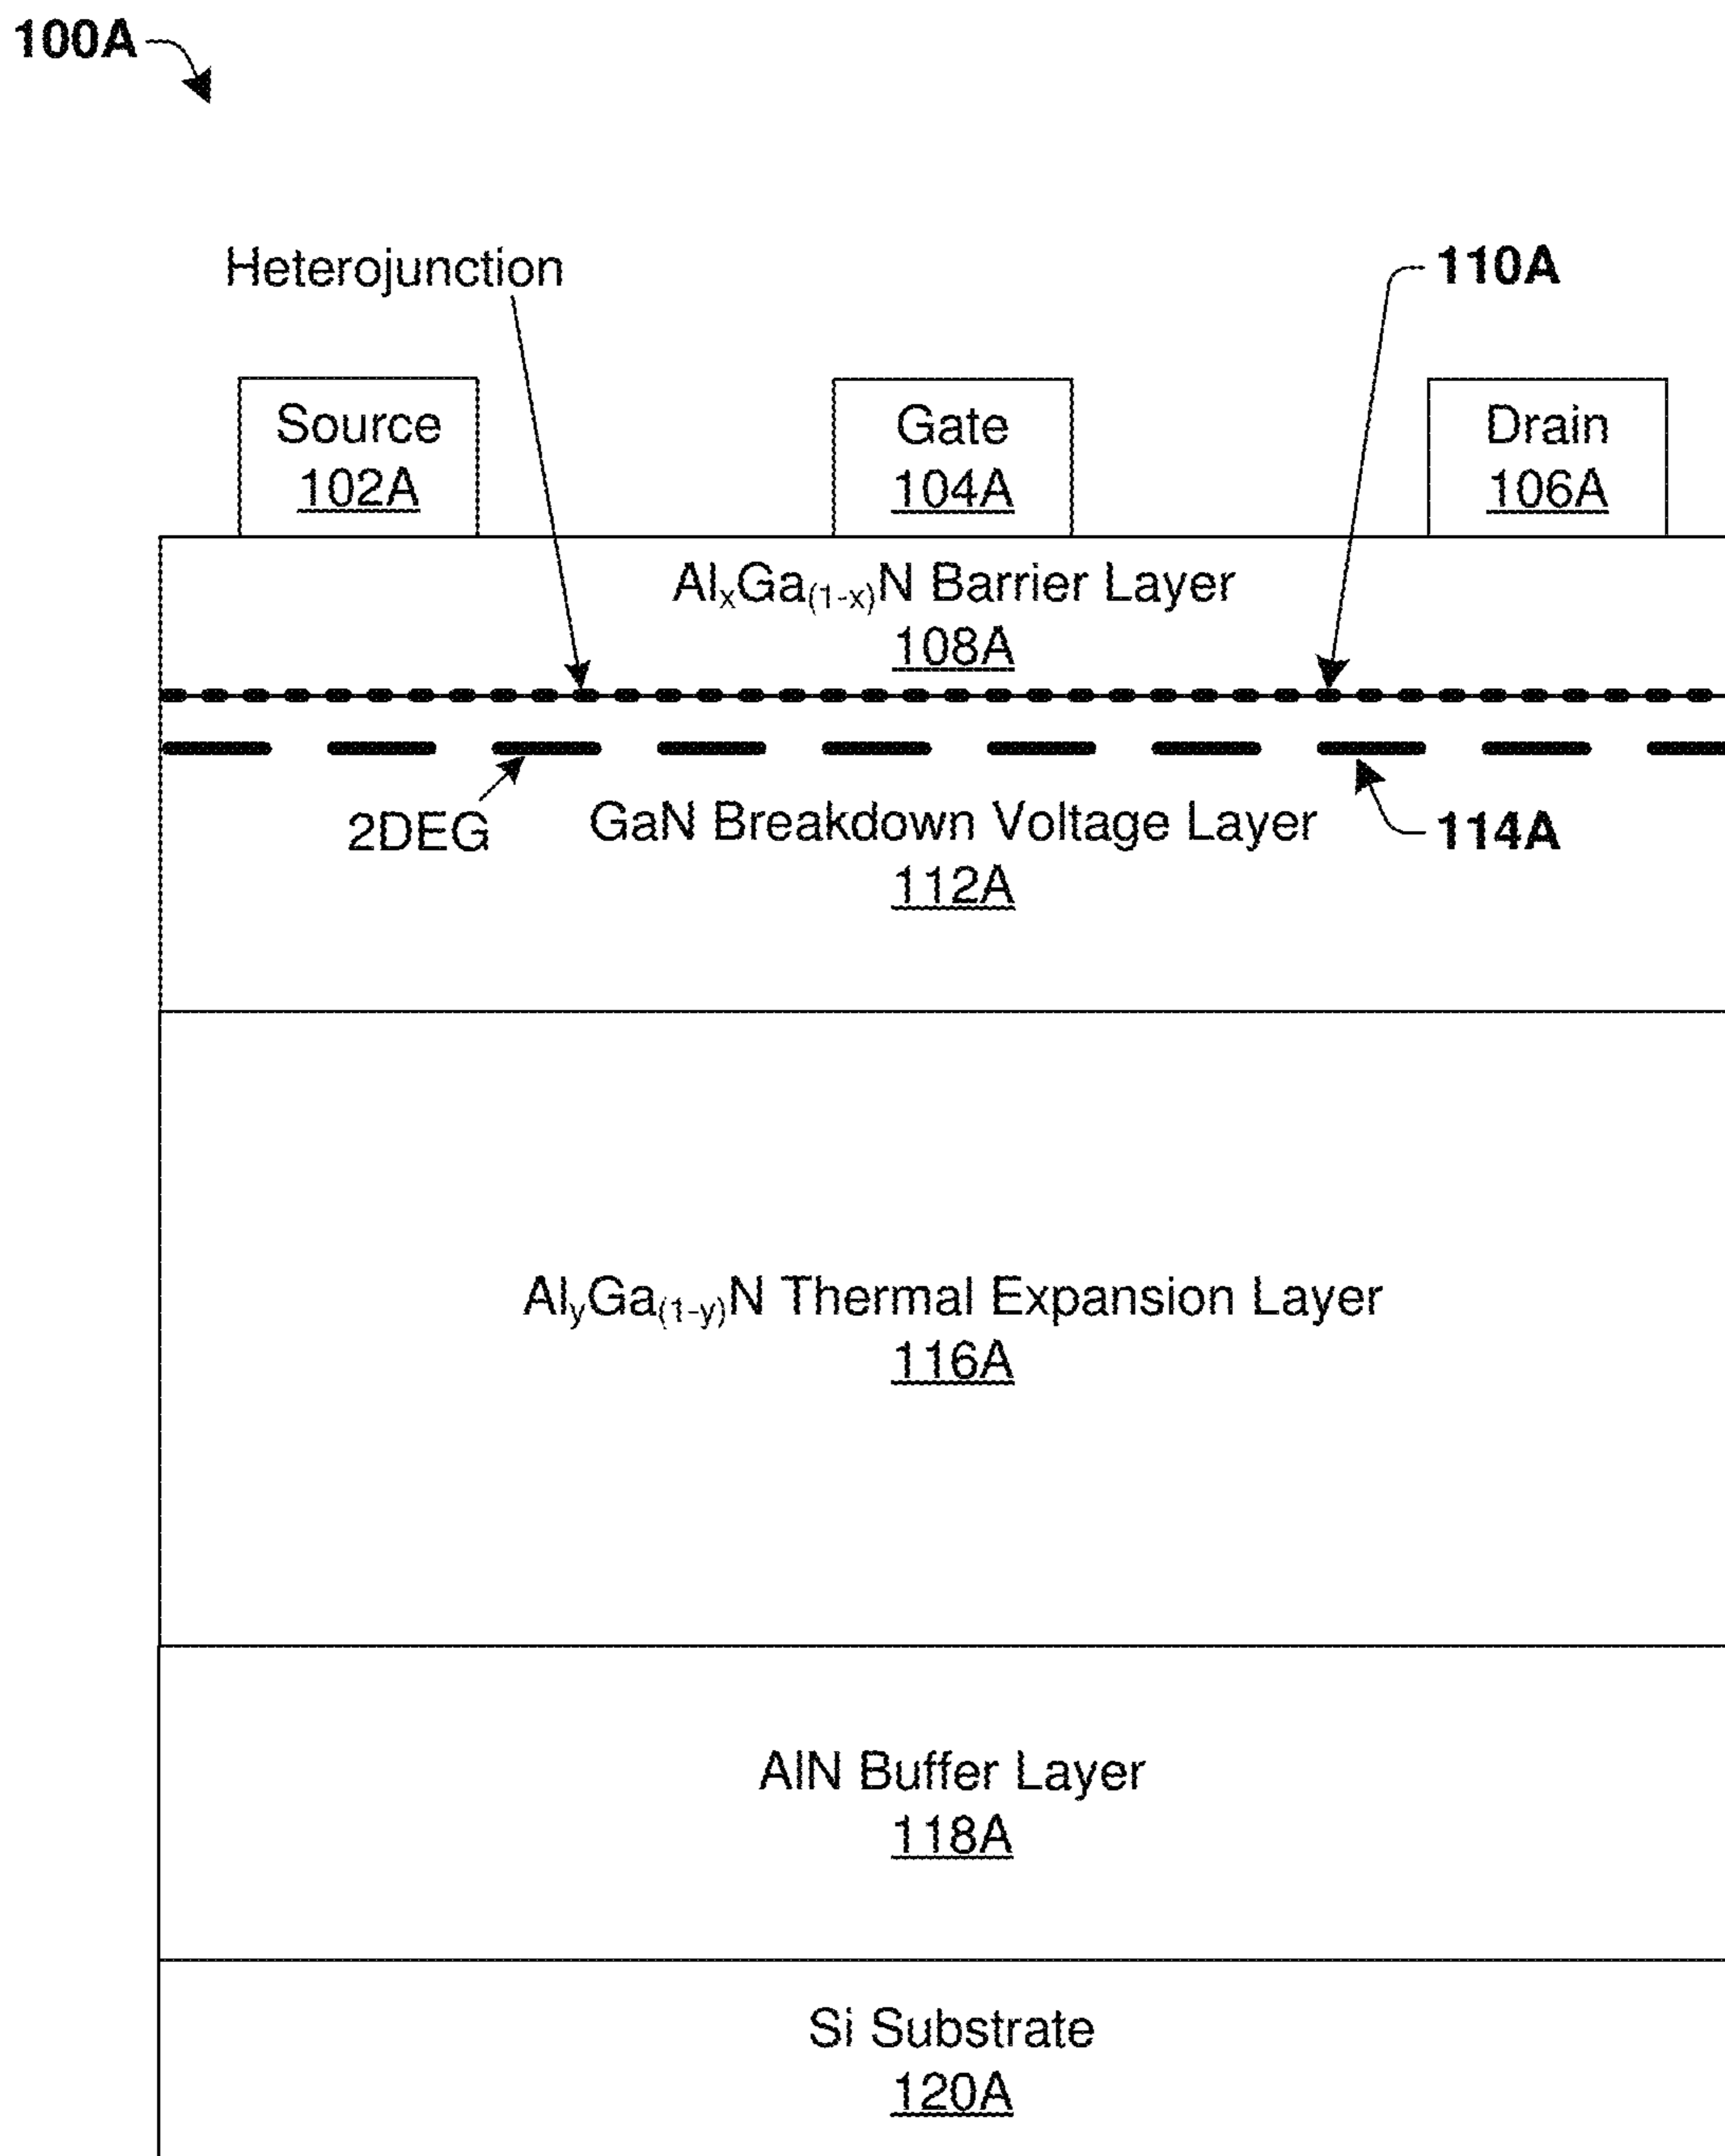 100A
Heterojunction
110A
Source
102A
Gate
104A
Drain
106A
AlₓGa₍₁₋ₓ₎N Barrier Layer
108A
2DEG
GaN Breakdown Voltage Layer
114A
112A
AlyGa(1-y)N Thermal Expansion Layer
116A
AlN Buffer Layer
118A
Si Substrate
120A